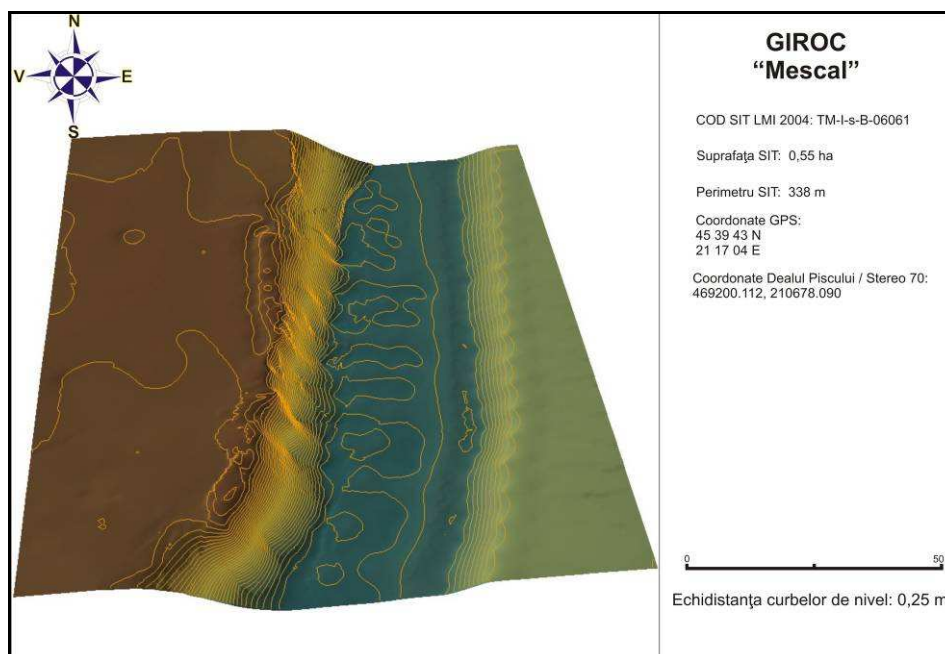 N
V
E
S
GIROC
“Mescal”
COD SIT LMI 2004: TM-I-s-B-06061
Suprafaţa SIT: 0,55 ha
Perimetru SIT: 338 m
Coordonate GPS:
45 39 43 N
21 17 04 E
Coordonate Dealul Piscului / Stereo 70:
469200.112, 210678.090
0
50
Echidistanţa curbelor de nivel: 0,25 m